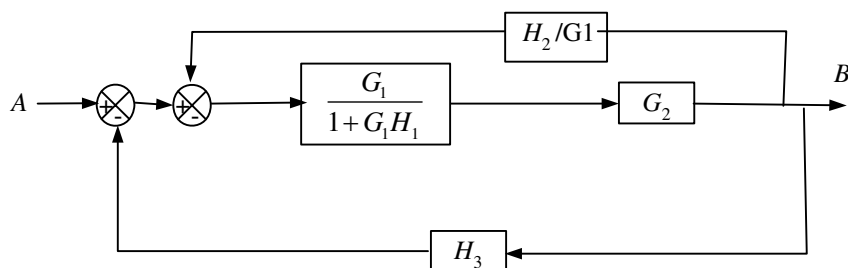 H₂/G1
B
A
+
-
+
-
G₁
1+G₁H₁
G₂
H₃